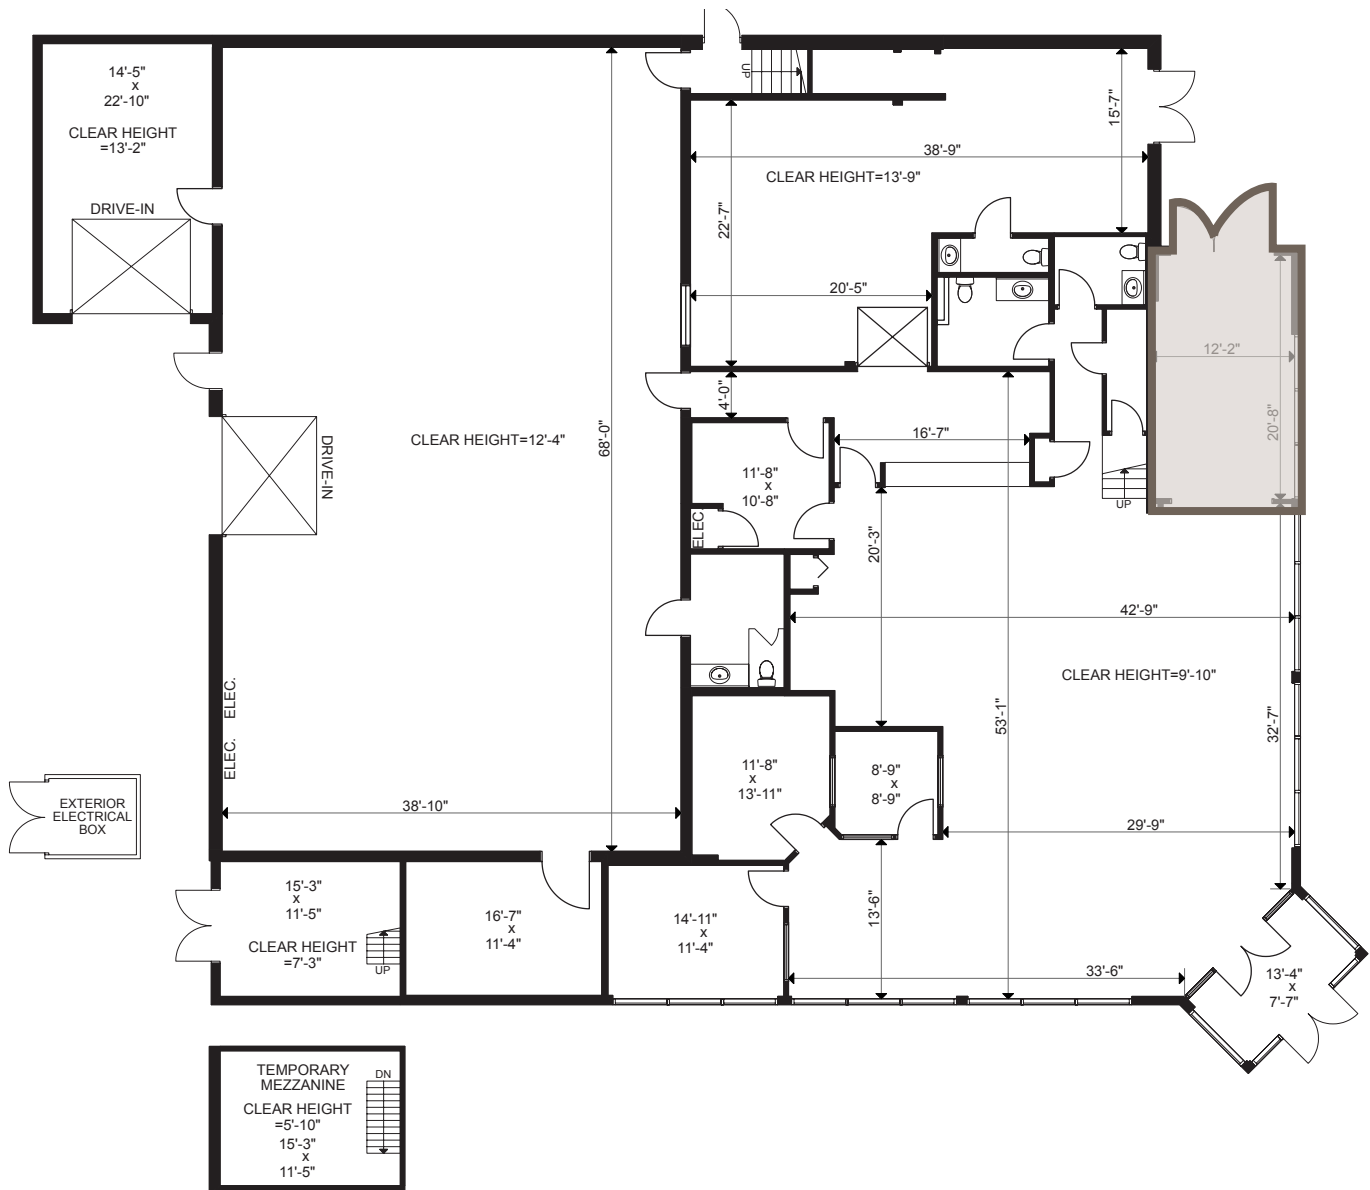 14'-5"
x
22'-10"
CLEAR HEIGHT
=13'-2"
DRIVE-IN
UP
15'-7"
38'-9"
CLEAR HEIGHT=13'-9"
22'-7"
20'-5"
12'-2"
20'-8"
4'-0"
16'-7"
CLEAR HEIGHT=12'-4"
68'-0"
DRIVE-IN
11'-8"
x
10'-8"
ELEC.
UP
20'-3"
42'-9"
CLEAR HEIGHT=9'-10"
53'-1"
32'-7"
ELEC.
ELEC.
11'-8"
x
13'-11"
8'-9"
x
8'-9"
EXTERIOR
ELECTRICAL
BOX
38'-10"
29'-9"
15'-3"
x
11'-5"
CLEAR HEIGHT
=7'-3"
UP
16'-7"
x
11'-4"
14'-11"
x
11'-4"
13'-6"
33'-6"
13'-4"
x
7'-7"
TEMPORARY
MEZZANINE
DN
CLEAR HEIGHT
=5'-10"
15'-3"
x
11'-5"